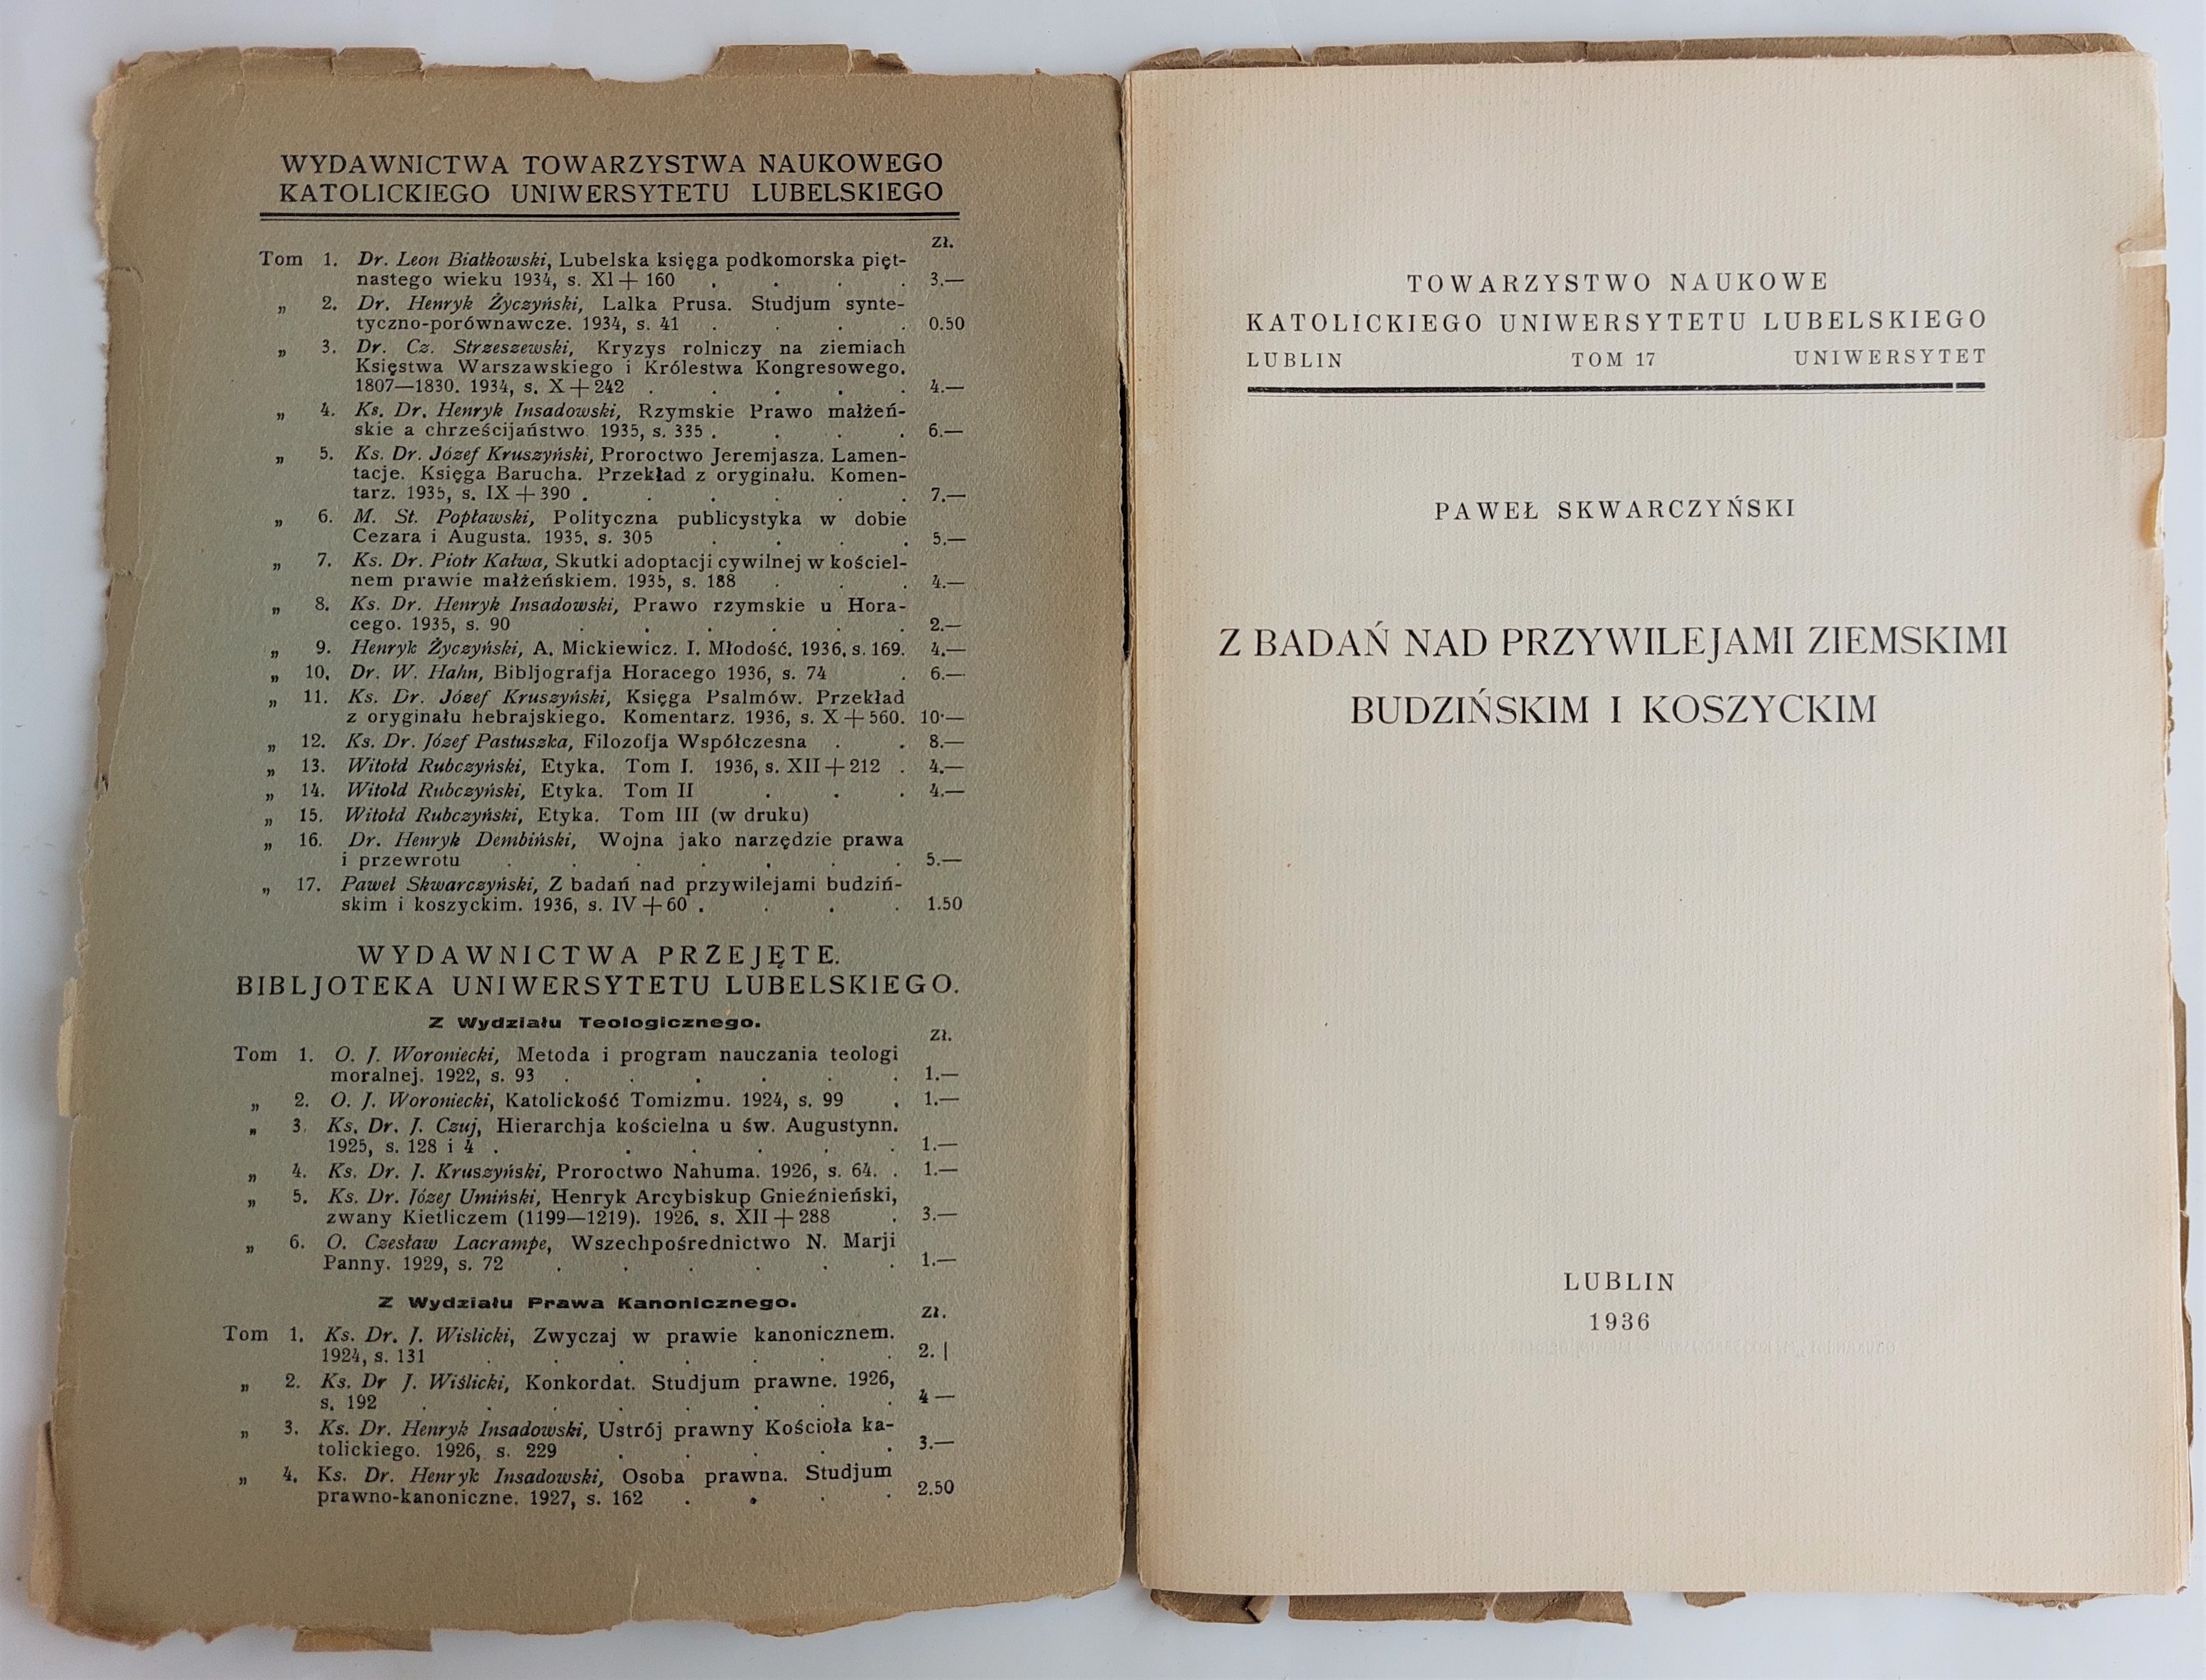 WYDAWNICTWA TOWARZYSTWA NAUKOWEGO
KATOLICKIEGO UNIWERSYTETU LUBELSKIEGO
Zł.
Tom 1. Dr. Leon Białkowski, Lubelska księga podkomorska pięt-
nastego wieku 1934, s. XI + 160 . . . . 3.—
„ 2. Dr. Henryk Życzyński, Lalka Prusa. Studjum synte-
tyczno-porównawcze. 1934, s. 41 . . . . 0.50
„ 3. Dr. Cz. Strzeszewski, Kryzys rolniczy na ziemiach
Księstwa Warszawskiego i Królestwa Kongresowego.
1807—1830. 1934, s. X + 242 . . . . . 4.—
„ 4. Ks. Dr. Henryk Insadowski, Rzymskie Prawo małżeń-
skie a chrześcijaństwo. 1935, s. 335 . . . . 6.—
„ 5. Ks. Dr. Józef Kruszyński, Proroctwo Jeremjasza. Lamen-
tacje. Księga Barucha. Przekład z oryginału. Komen-
tarz. 1935, s. IX + 390 . . . . . . 7.—
„ 6. M. St. Popławski, Polityczna publicystyka w dobie
Cezara i Augusta. 1935, s. 305 . . . . 5.—
„ 7. Ks. Dr. Piotr Kałwa, Skutki adoptacji cywilnej w kościel-
nem prawie małżeńskiem. 1935, s. 188 . . . 4.—
„ 8. Ks. Dr. Henryk Insadowski, Prawo rzymskie u Hora-
cego. 1935, s. 90 . . . . . . 2.—
„ 9. Henryk Życzyński, A. Mickiewicz. I. Młodość. 1936, s. 169. 4.—
„ 10. Dr. W. Hahn, Bibljografja Horacego 1936, s. 74 . 6.—
„ 11. Ks. Dr. Józef Kruszyński, Księga Psalmów. Przekład
z oryginału hebrajskiego. Komentarz. 1936, s. X + 560. 10·—
„ 12. Ks. Dr. Józef Pastuszka, Filozofja Współczesna . . 8.—
„ 13. Witołd Rubczyński, Etyka. Tom I. 1936, s. XII + 212 . 4.—
„ 14. Witołd Rubczyński, Etyka. Tom II . . . 4.—
„ 15. Witołd Rubczyński, Etyka. Tom III (w druku)
„ 16. Dr. Henryk Dembiński, Wojna jako narzędzie prawa
i przewrotu . . . . . . . 5.—
„ 17. Paweł Skwarczyński, Z badań nad przywilejami budziń-
skim i koszyckim. 1936, s. IV + 60 . . . . 1.50
WYDAWNICTWA PRZEJĘTE.
BIBLJOTEKA UNIWERSYTETU LUBELSKIEGO.
Z Wydziału Teologicznego.
Zł.
Tom 1. O. J. Woroniecki, Metoda i program nauczania teologi
moralnej. 1922, s. 93 . . . . . . 1.—
„ 2. O. J. Woroniecki, Katolickość Tomizmu. 1924, s. 99 . 1.—
„ 3. Ks. Dr. J. Czuj, Hierarchja kościelna u św. Augustynn.
1925, s. 128 i 4 . . . . . . 1.—
„ 4. Ks. Dr. J. Kruszyński, Proroctwo Nahuma. 1926, s. 64. . 1.—
„ 5. Ks. Dr. Józef Umiński, Henryk Arcybiskup Gnieźnieński,
zwany Kietliczem (1199—1219). 1926. s. XII + 288 . 3.—
„ 6. O. Czesław Lacrampe, Wszechpośrednictwo N. Marji
Panny. 1929, s. 72 . . . . . . 1.—
Z Wydziału Prawa Kanonicznego.
Zł.
Tom 1. Ks. Dr. J. Wislicki, Zwyczaj w prawie kanonicznem.
1924, s. 131 . . . . . . . 2. |
„ 2. Ks. Dr J. Wiślicki, Konkordat. Studjum prawne. 1926,
s. 192 . . . . . . . . 4 —
„ 3. Ks. Dr. Henryk Insadowski, Ustrój prawny Kościoła ka-
tolickiego. 1926, s. 229 . . . . . 3.—
„ 4. Ks. Dr. Henryk Insadowski, Osoba prawna. Studjum
prawno-kanoniczne. 1927, s. 162 . . . . 2.50
TOWARZYSTWO NAUKOWE
KATOLICKIEGO UNIWERSYTETU LUBELSKIEGO
LUBLIN TOM 17 UNIWERSYTET
PAWEŁ SKWARCZYŃSKI
Z BADAŃ NAD PRZYWILEJAMI ZIEMSKIMI
BUDZIŃSKIM I KOSZYCKIM
LUBLIN
1936